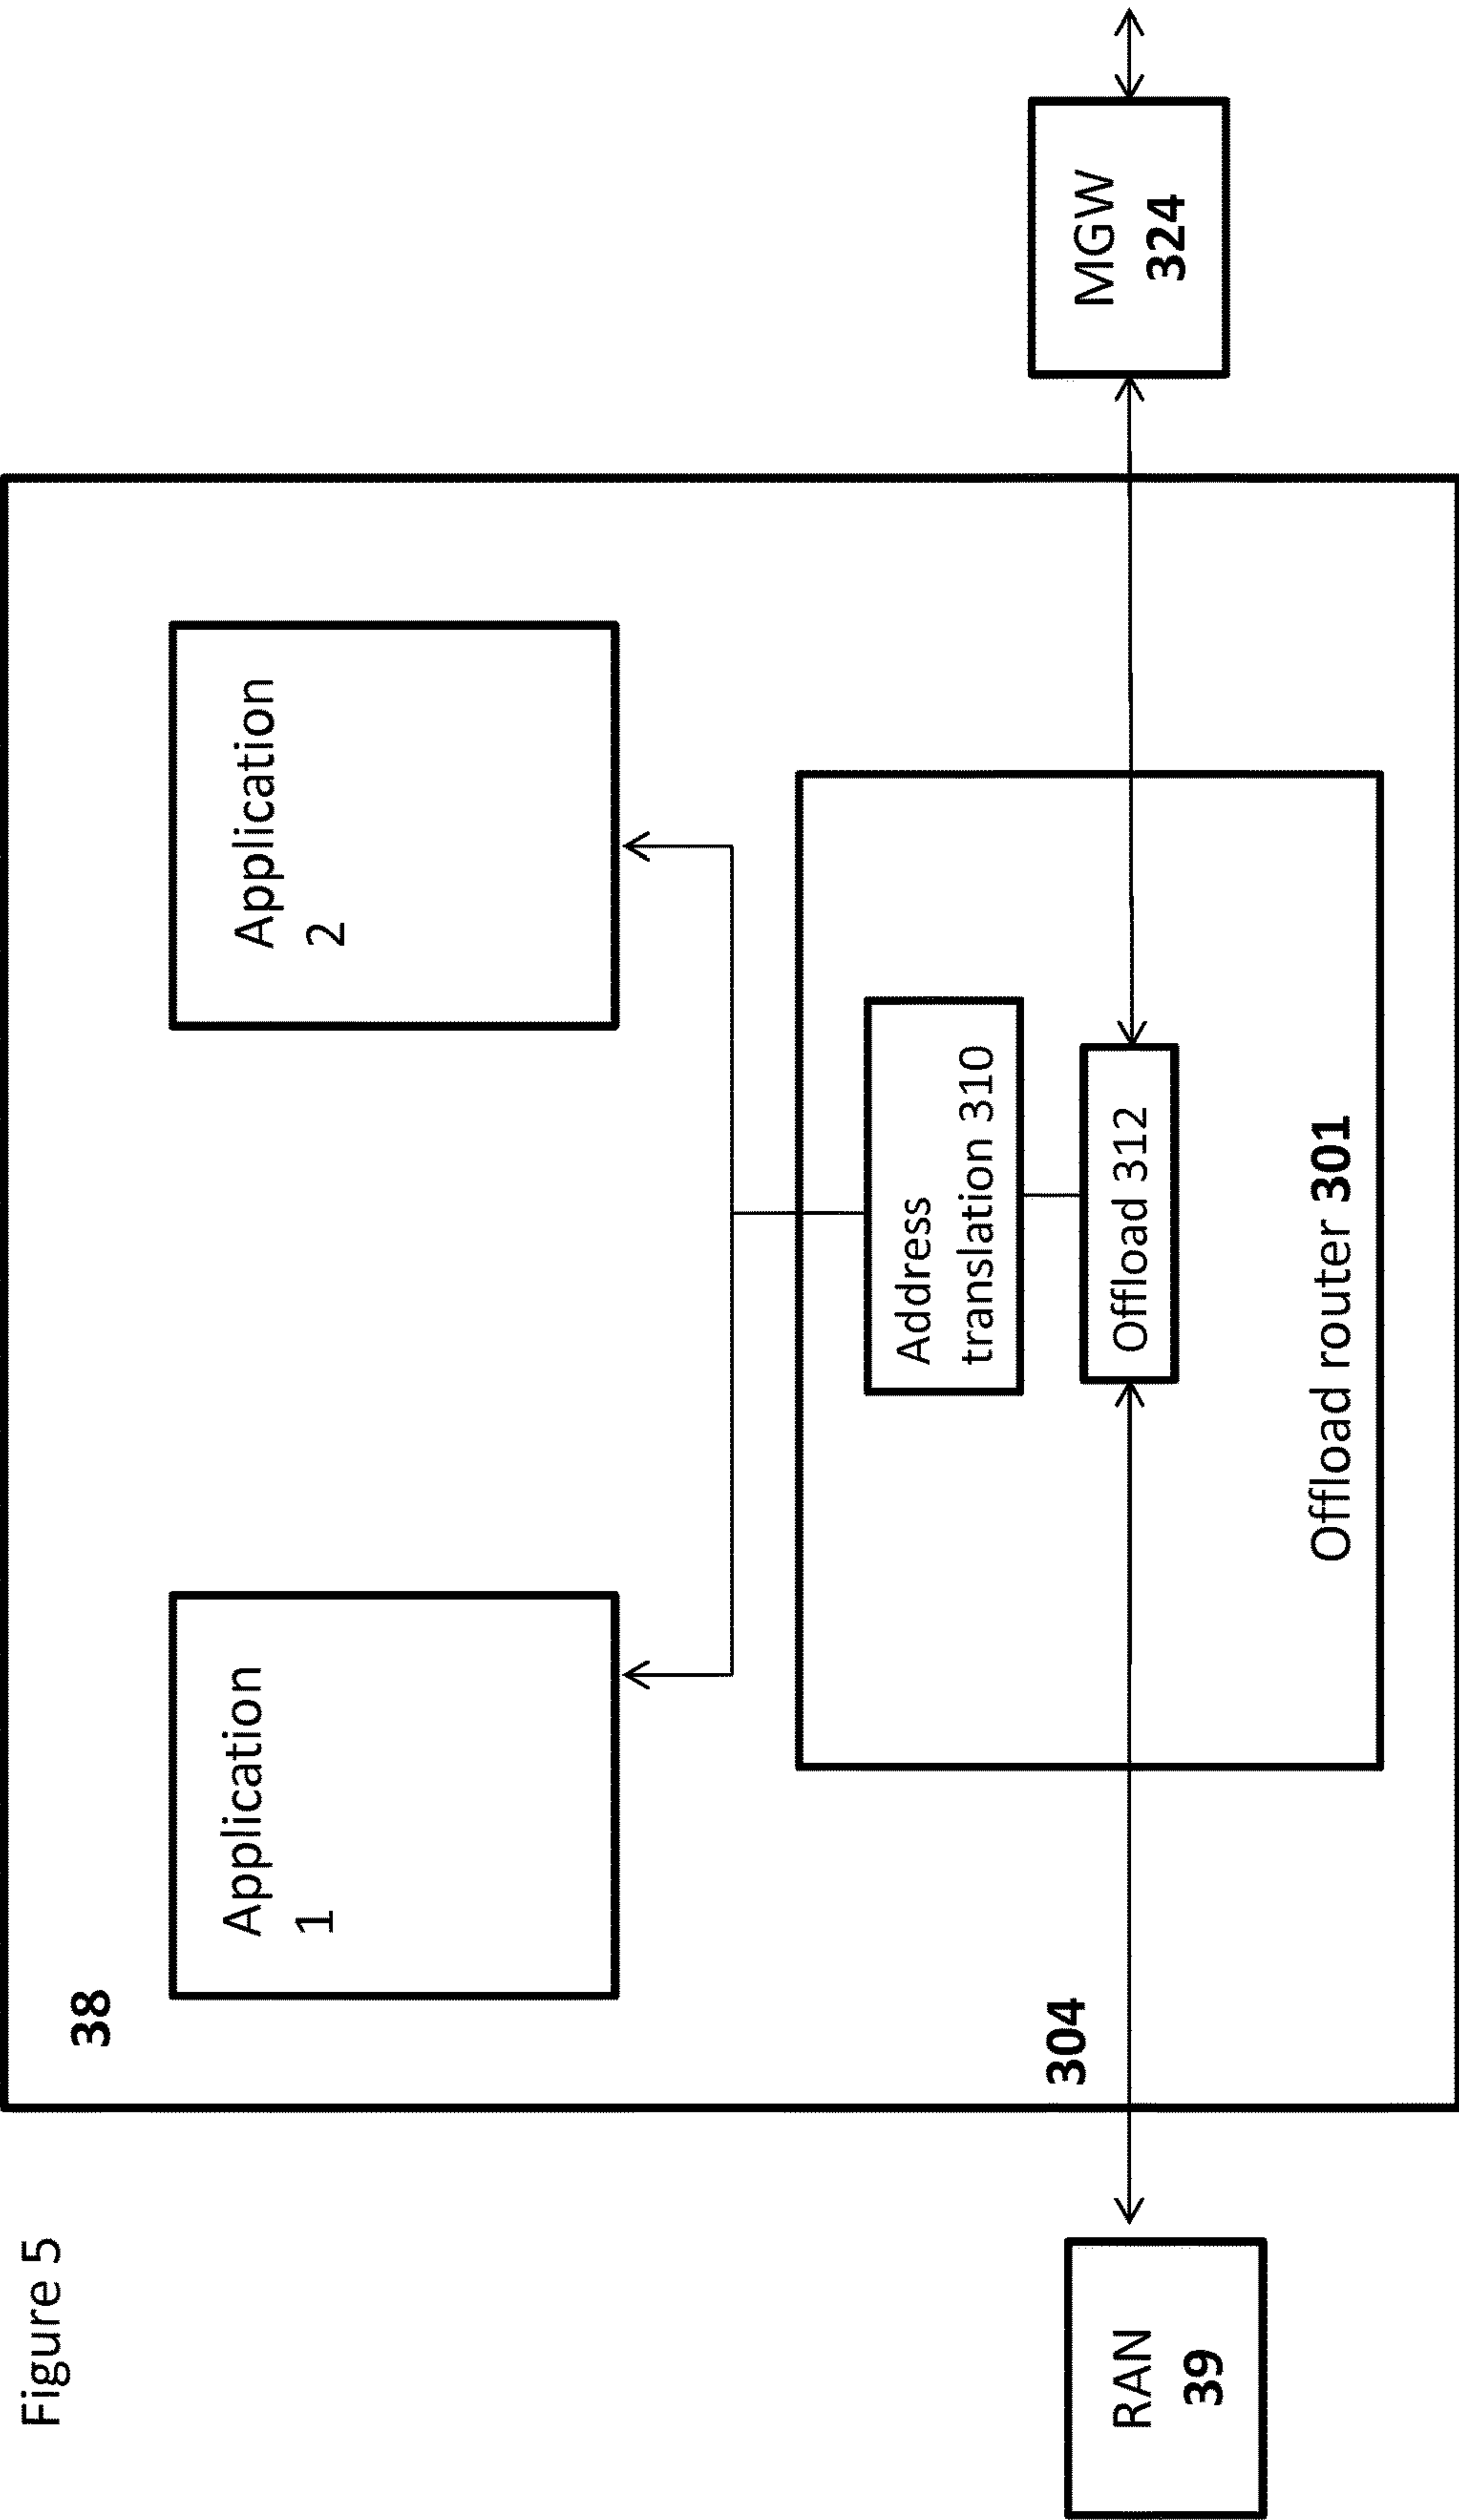 Figure 5
38
Application
1
Application
2
Address
translation 310
Offload 312
Offload router 301
304
RAN
39
MGW
324